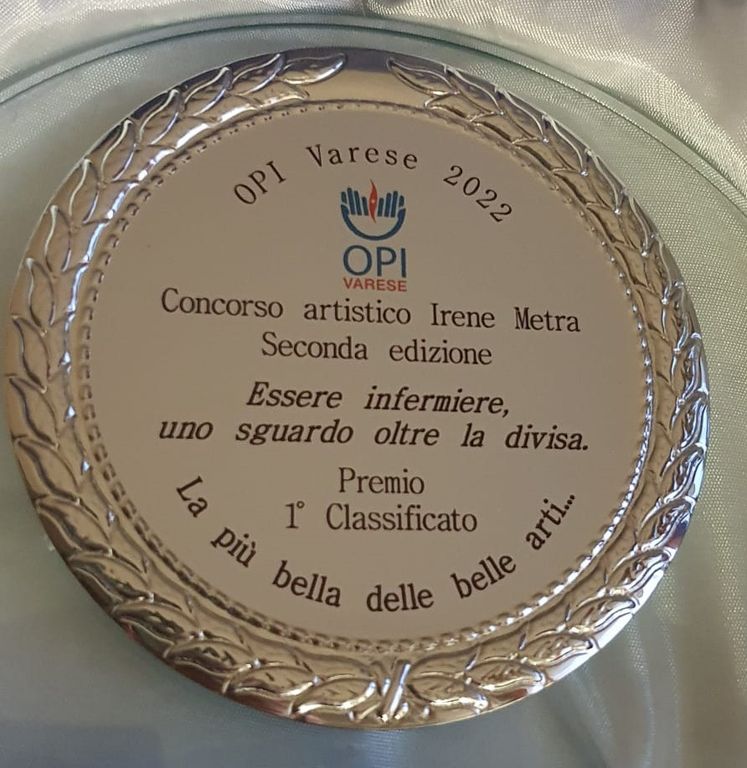 OPI Varese 2022
OPI
VARESE
Concorso artistico Irene Metra
Seconda edizione
Essere infermiere,
uno sguardo oltre la divisa.
Premio
1° Classificato
La più bella delle belle arti...